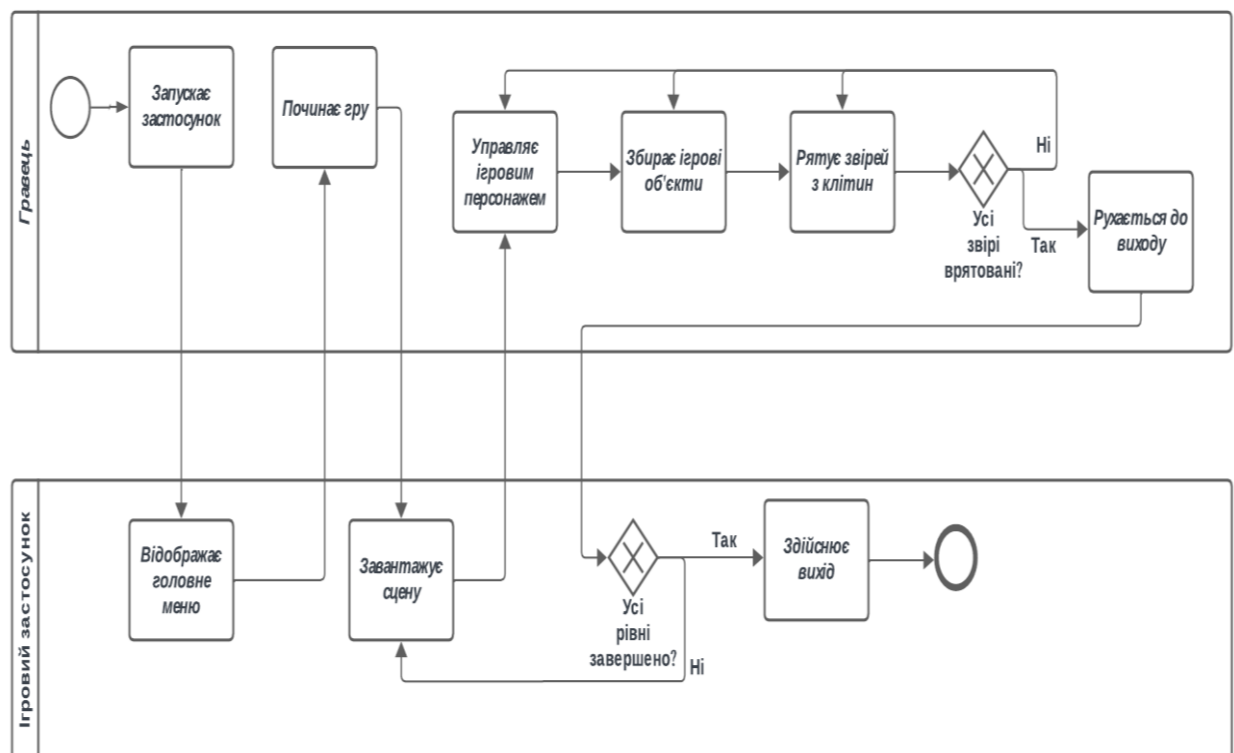 Гравець
Запускає
застосунок
Починає гру
Управляє
ігровим
персонажем
Збирає ігрові
об'єкти
Рятує звірей
з клітин
Усі
звірі
врятовані?
Ні
Так
Рухається до
виходу
Ігровий застосунок
Відображає
головне
меню
Завантажує
сцену
Усі
рівні
завершено?
Так
Ні
Здійснює
вихід